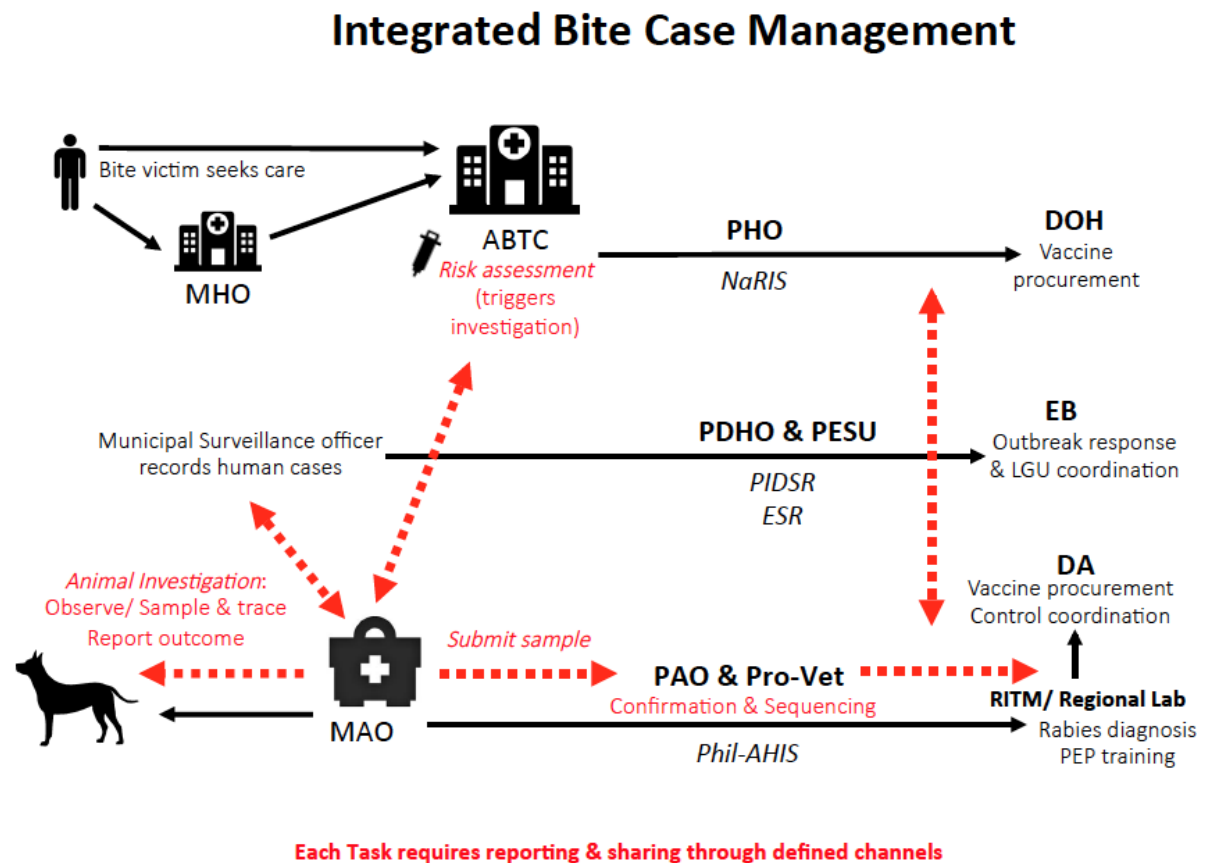 Integrated Bite Case Management
Bite victim seeks care
MHO
ABTC
Risk assessment
(triggers
investigation)
PHO
NaRIS
DOH
Vaccine
procurement
Municipal Surveillance officer
records human cases
PDHO & PESU
PIDSR
ESR
EB
Outbreak response
& LGU coordination
Animal Investigation:
Observe/ Sample & trace
Report outcome
MAO
Submit sample
PAO & Pro-Vet
Confirmation & Sequencing
Phil-AHIS
DA
Vaccine procurement
Control coordination
RITM/ Regional Lab
Rabies diagnosis
PEP training
Each Task requires reporting & sharing through defined channels